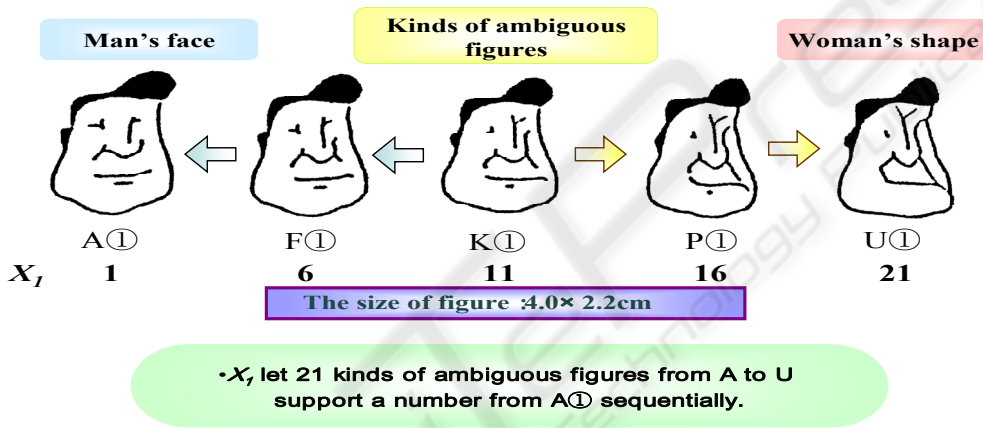 Man's face
Kinds of ambiguous
figures
Woman's shape
A① F① K① P① U①
X₁ 1 6 11 16 21
The size of figure :4.0× 2.2cm
•X₁ let 21 kinds of ambiguous figures from A to U
support a number from A① sequentially.